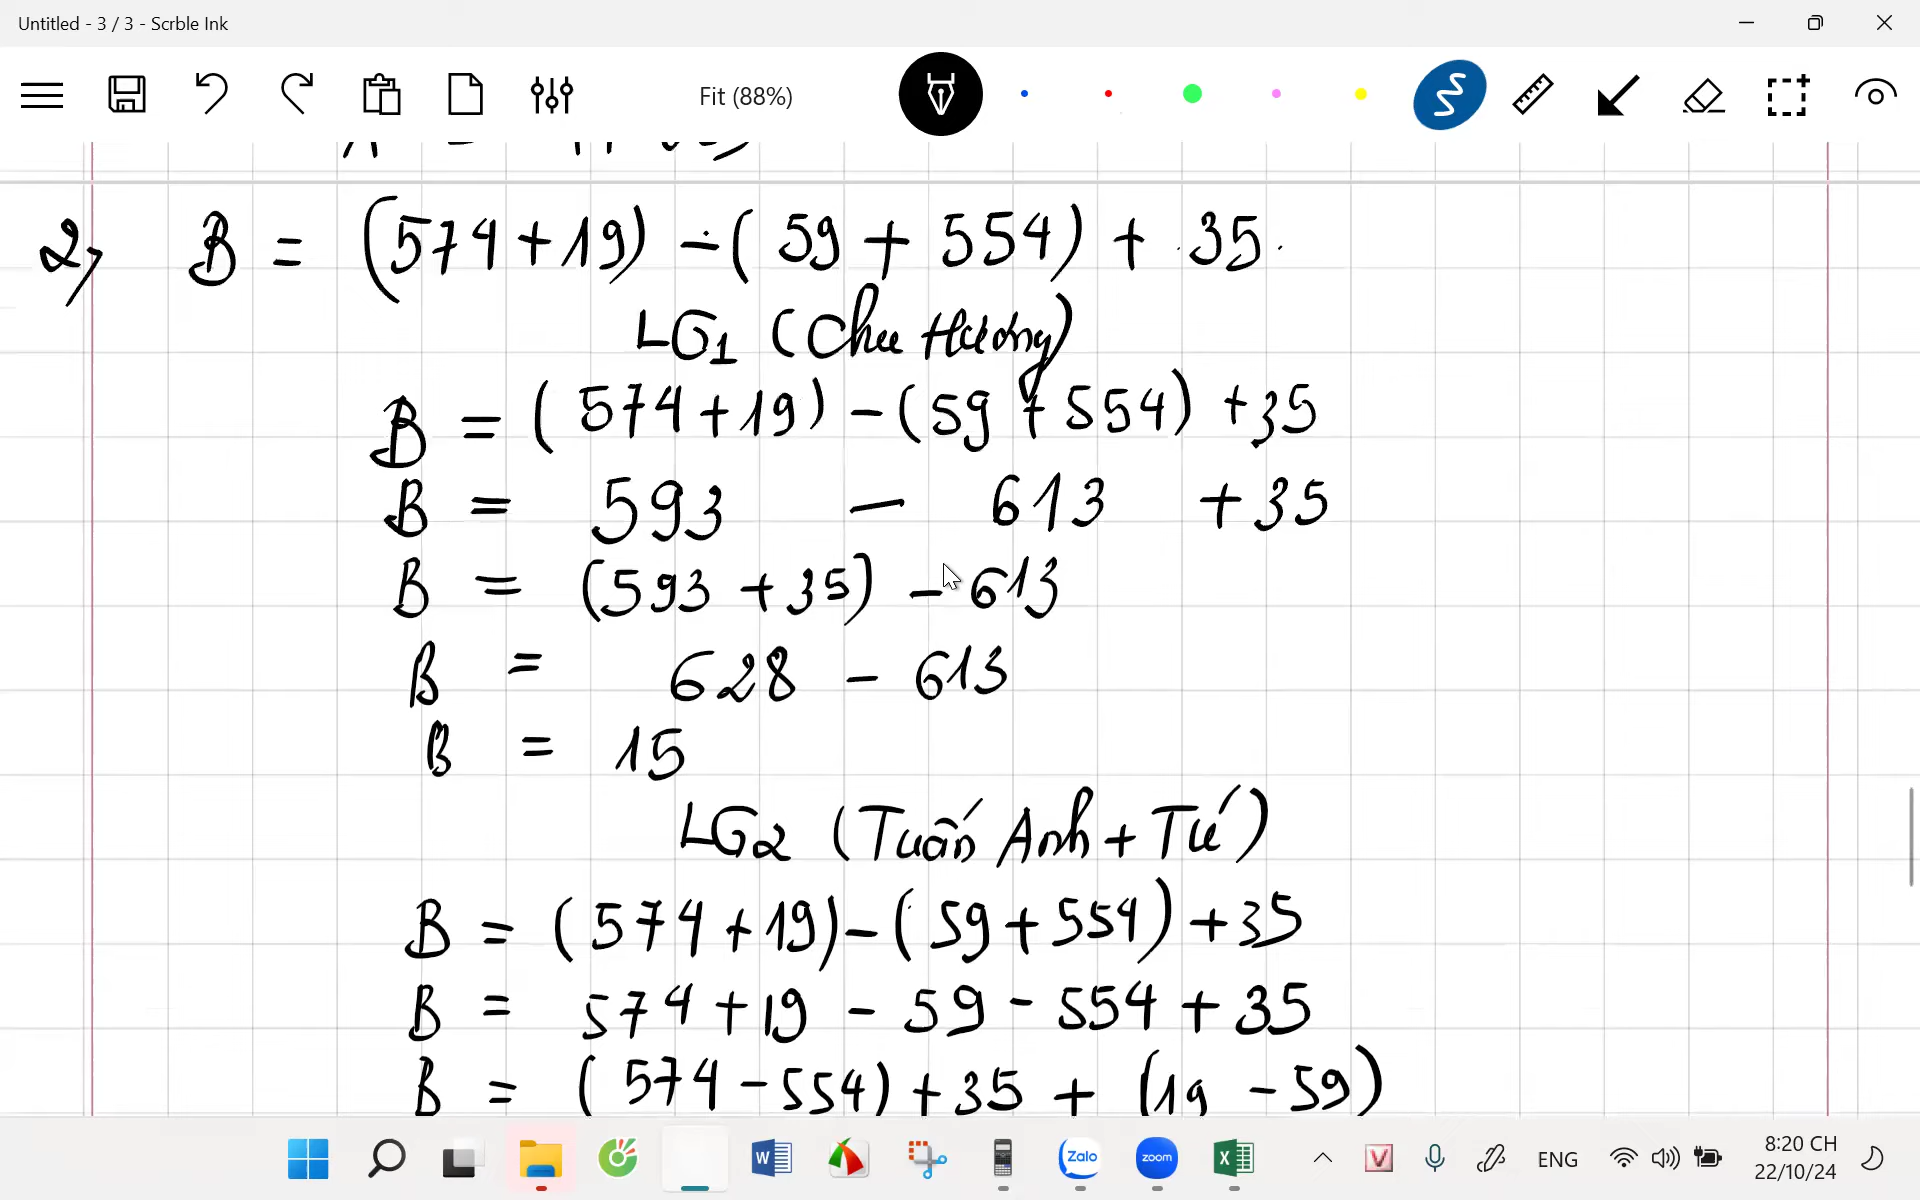 Untitled - 3 / 3 - Scrble Ink
Fit (88%)
2) B = (574+19) - ( 59 + 554) + 35
LG1 (Chu Hương)
B = ( 574+19) - (59 + 554) +35
B = 593 - 613 +35
B = (593 +35) - 613
B = 628 - 613
B = 15
LG2 (Tuấn Anh + Tú)
B = (574+19)-(59+554)+35
B = 574+19 - 59 - 554 + 35
B = (574-554)+35 + (19 -59)
W
Zalo
zoom
X
V
ENG
8:20 CH
22/10/24